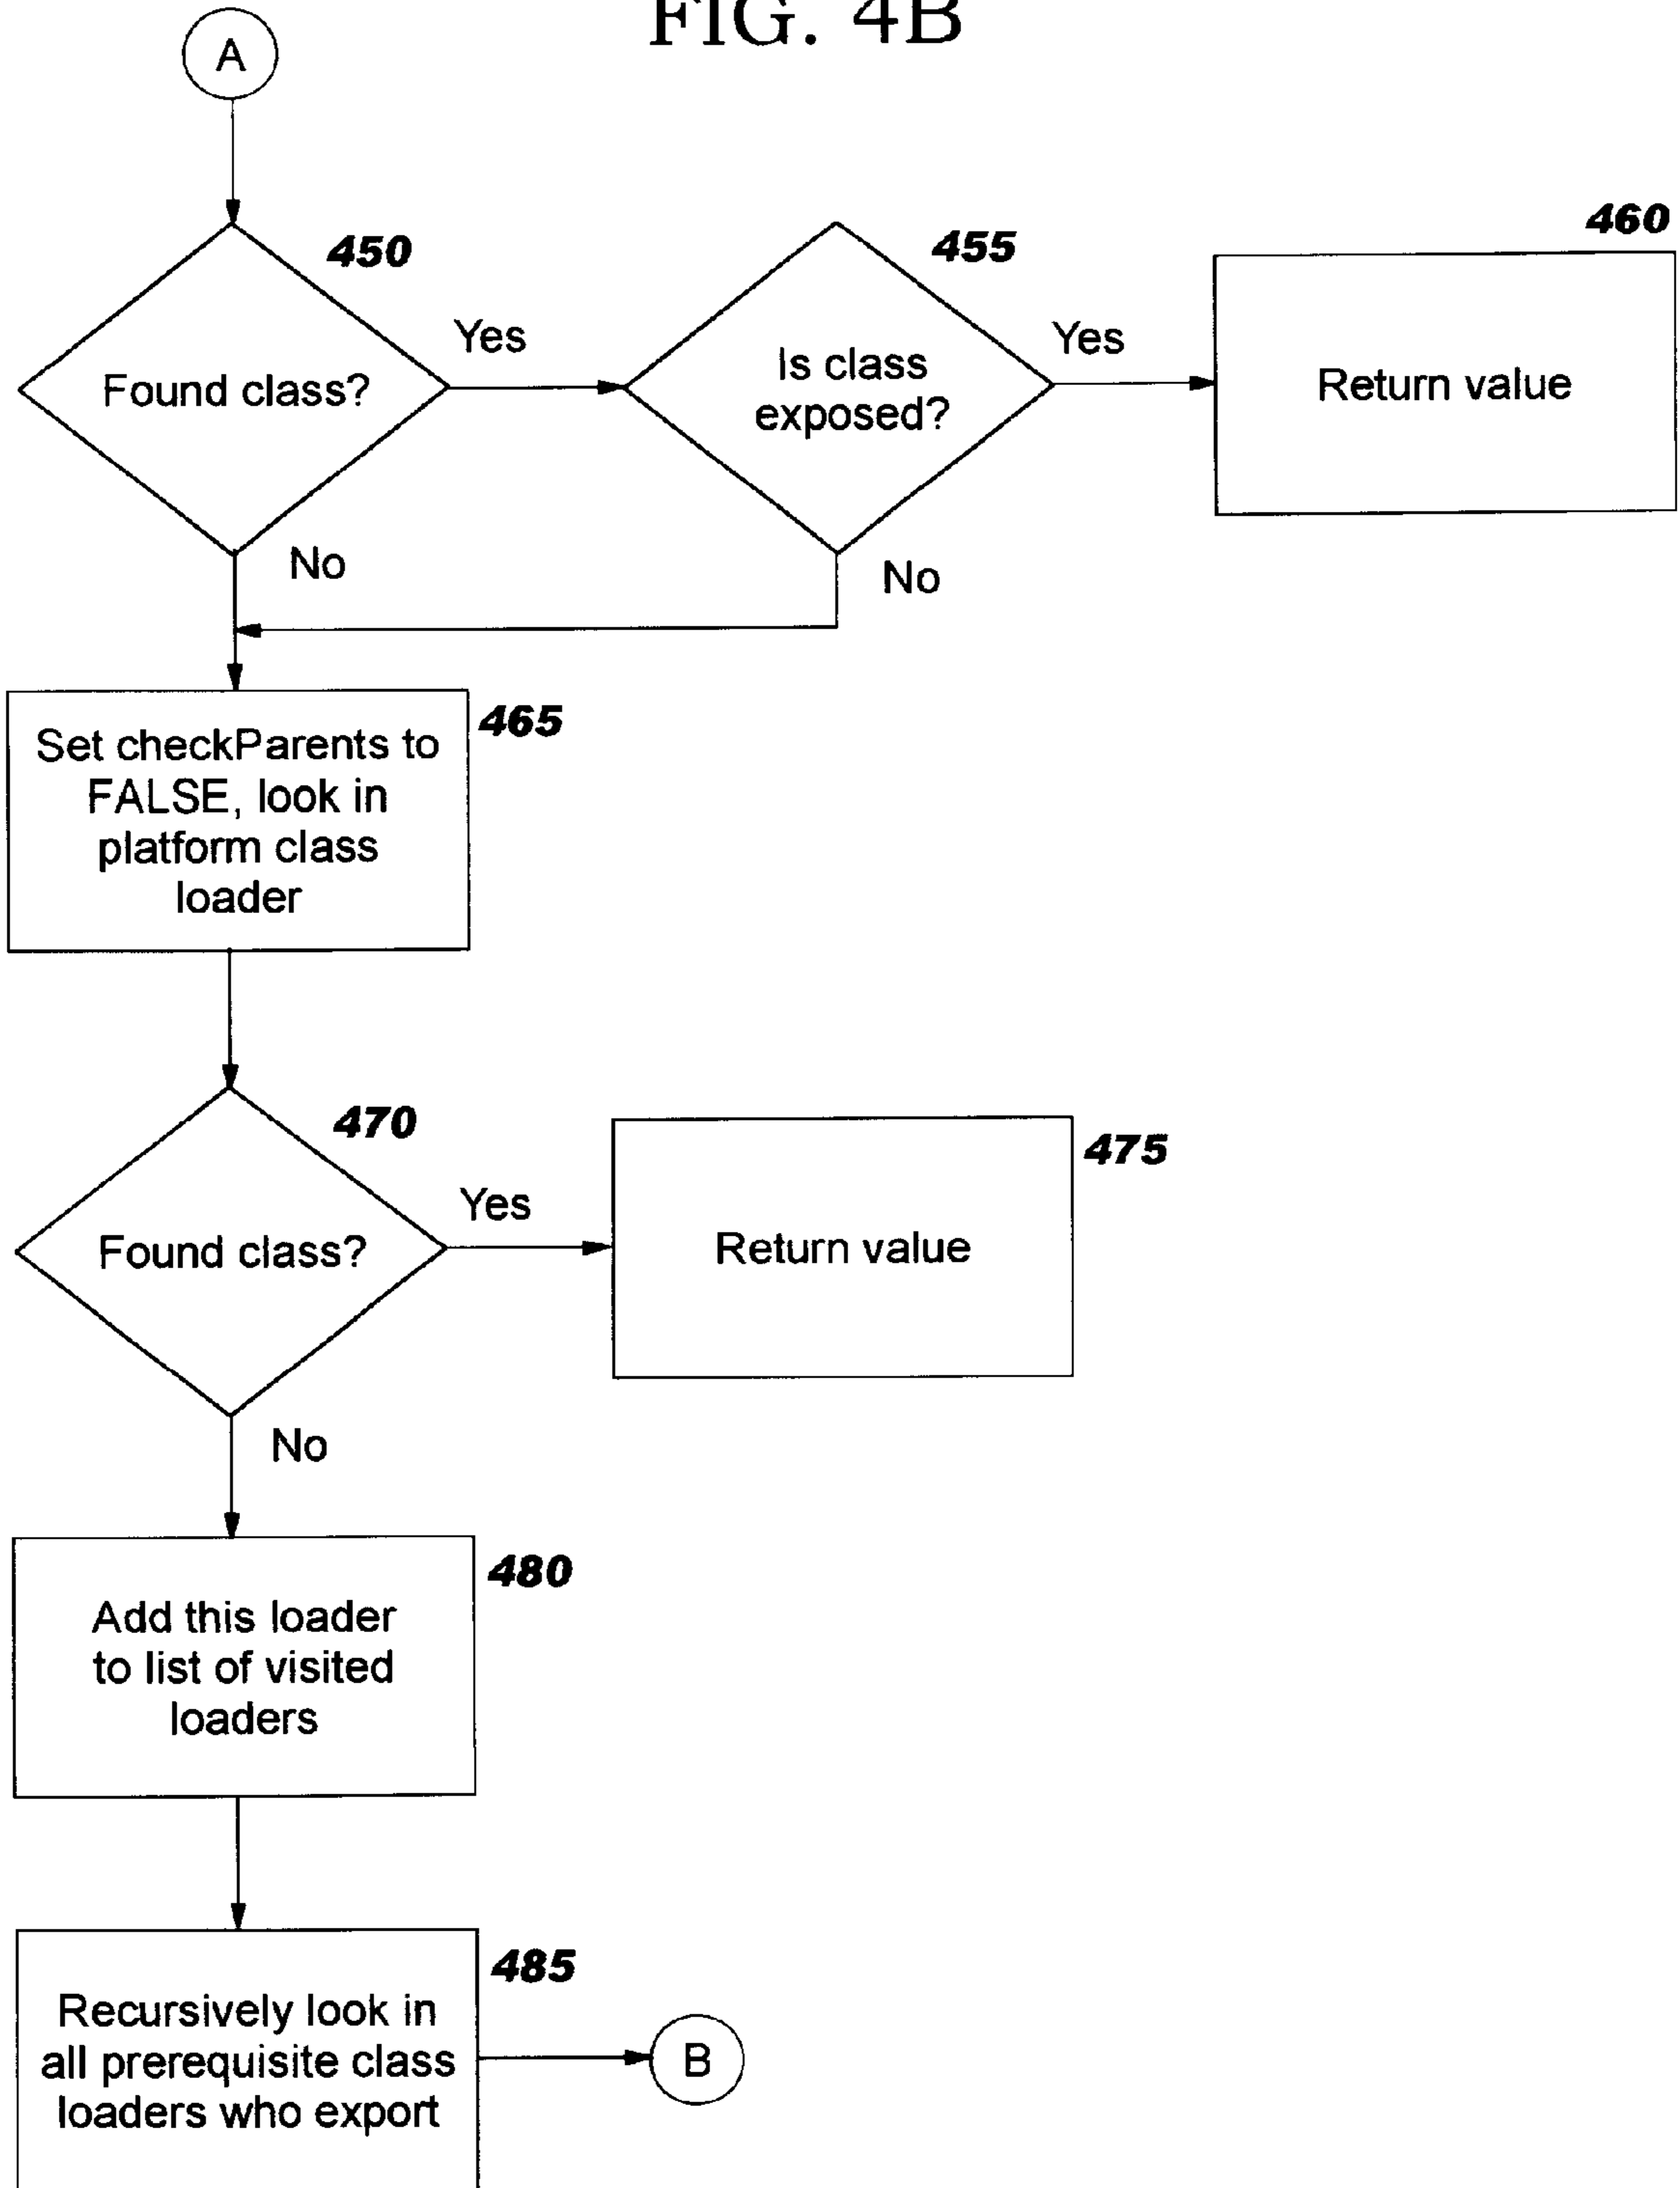 FIG. 4B
A
450
Found class?
Yes
455
Is class
exposed?
Yes
460
Return value
No
No
465
Set checkParents to
FALSE, look in
platform class
loader
470
Found class?
Yes
475
Return value
No
480
Add this loader
to list of visited
loaders
485
Recursively look in
all prerequisite class
loaders who export
B